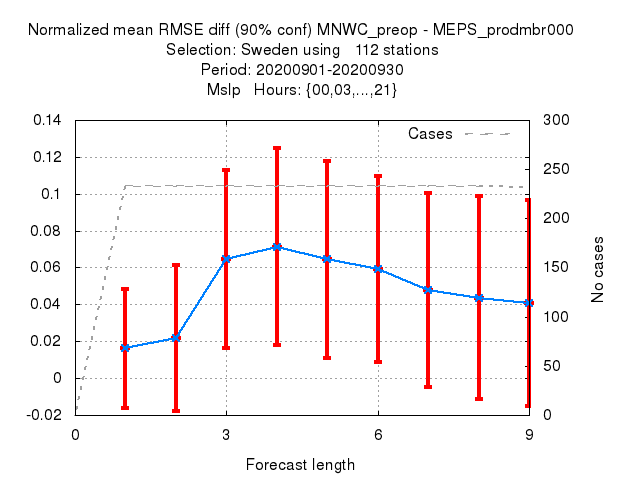 Normalized mean RMSE diff (90% conf) MNWC_preop - MEPS_prodmbr000
Selection: Sweden using   112 stations
Period: 20200901-20200930
Mslp   Hours: {00,03,...,21}
Cases
0.14
0.12
0.1
0.08
0.06
0.04
0.02
0
-0.02
300
250
200
150
100
50
0
No cases
0
3
6
9
Forecast length